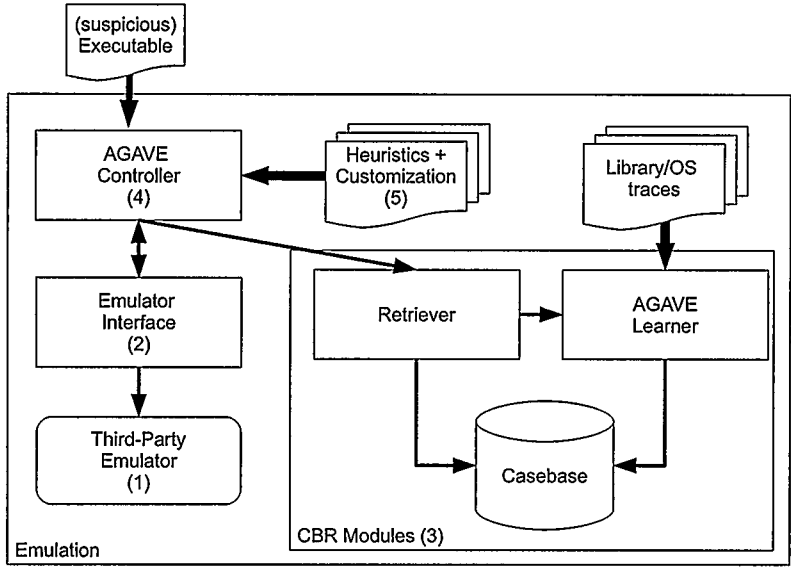 (suspicious)
Executable
AGAVE
Controller
(4)
Heuristics +
Customization
(5)
Library/OS
traces
Emulator
Interface
(2)
Retriever
AGAVE
Learner
Third-Party
Emulator
(1)
Casebase
CBR Modules (3)
Emulation